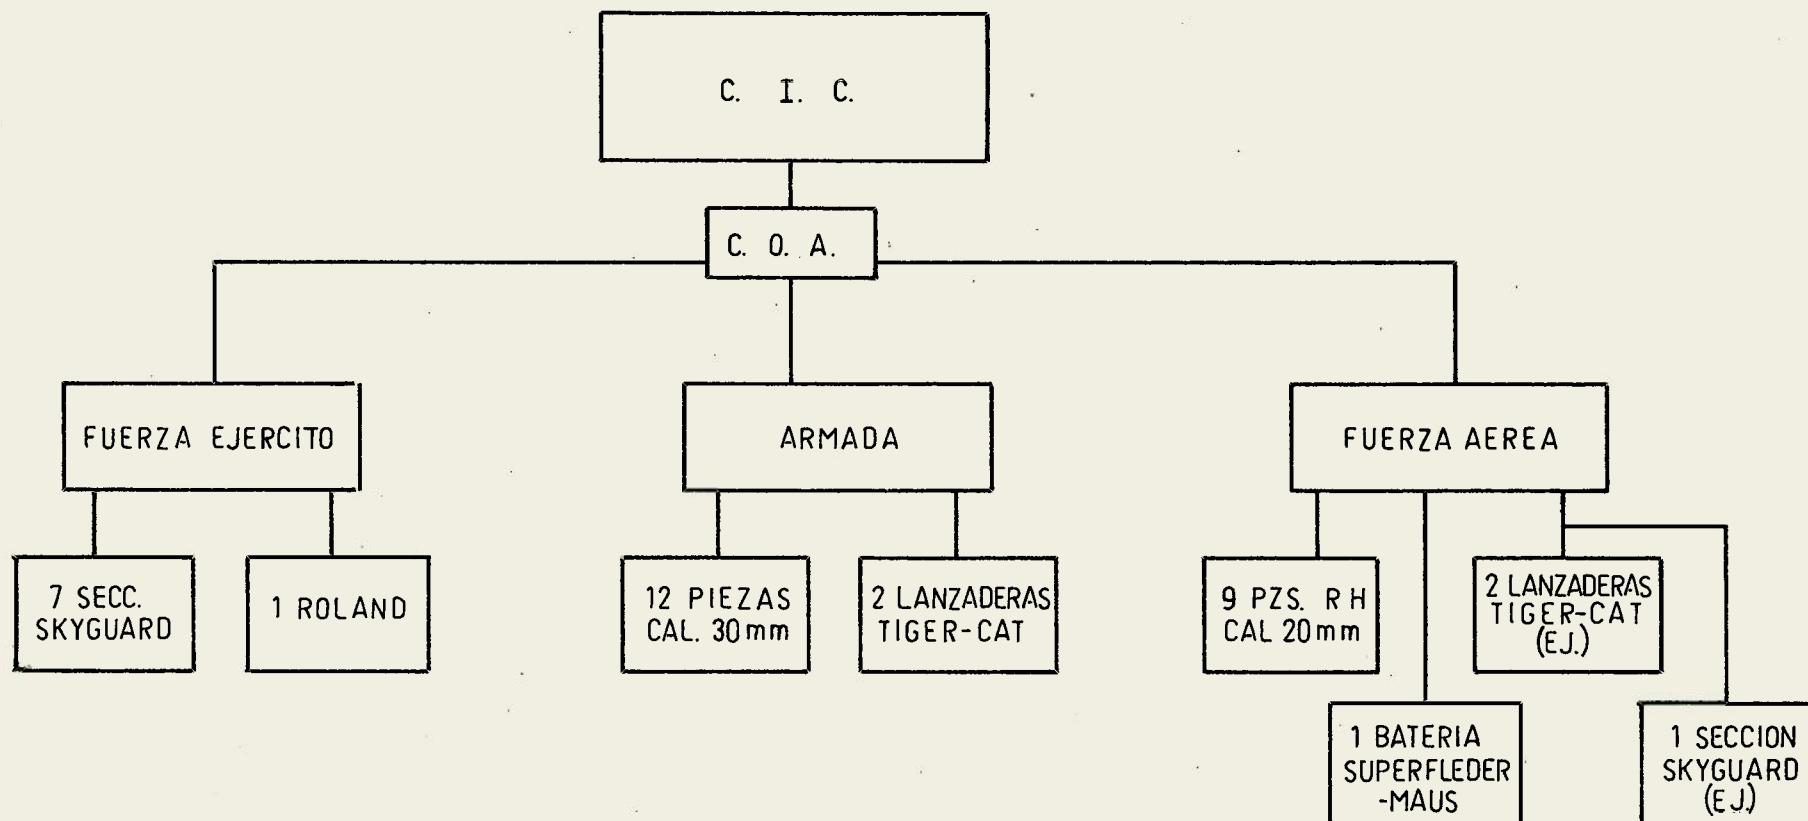 C. I. C.
C. O. A.
FUERZA EJERCITO
ARMADA
FUERZA AEREA
7 SECC.
SKYGUARD
1 ROLAND
12 PIEZAS
CAL. 30mm
2 LANZADERAS
TIGER-CAT
9 PZS. R H
CAL 20mm
2 LANZADERAS
TIGER-CAT
(EJ.)
1 BATERIA
SUPERFLEDER
-MAUS
1 SECCION
SKYGUARD
(EJ.)